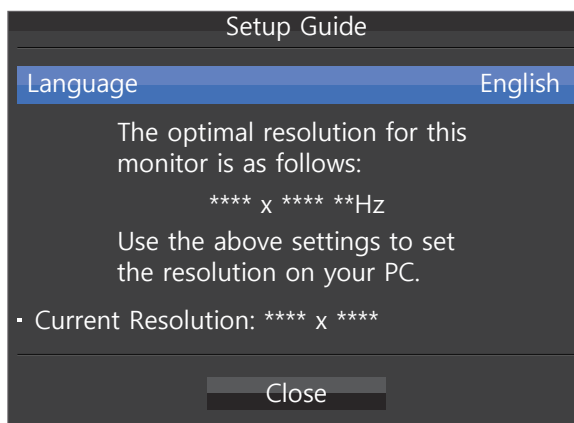 Setup Guide
Language English
The optimal resolution for this
monitor is as follows:
**** x **** **Hz
Use the above settings to set
the resolution on your PC.
Current Resolution: **** x ****
Close